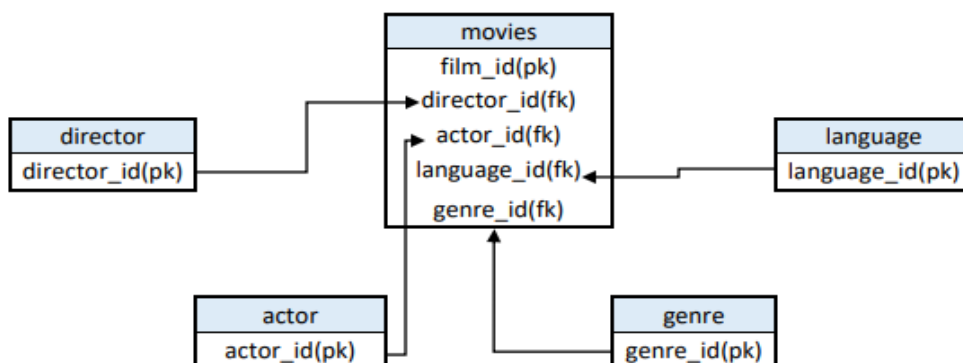 movies
film_id(pk)
director_id(fk)
actor_id(fk)
language_id(fk)
genre_id(fk)
director
director_id(pk)
language
language_id(pk)
actor
actor_id(pk)
genre
genre_id(pk)